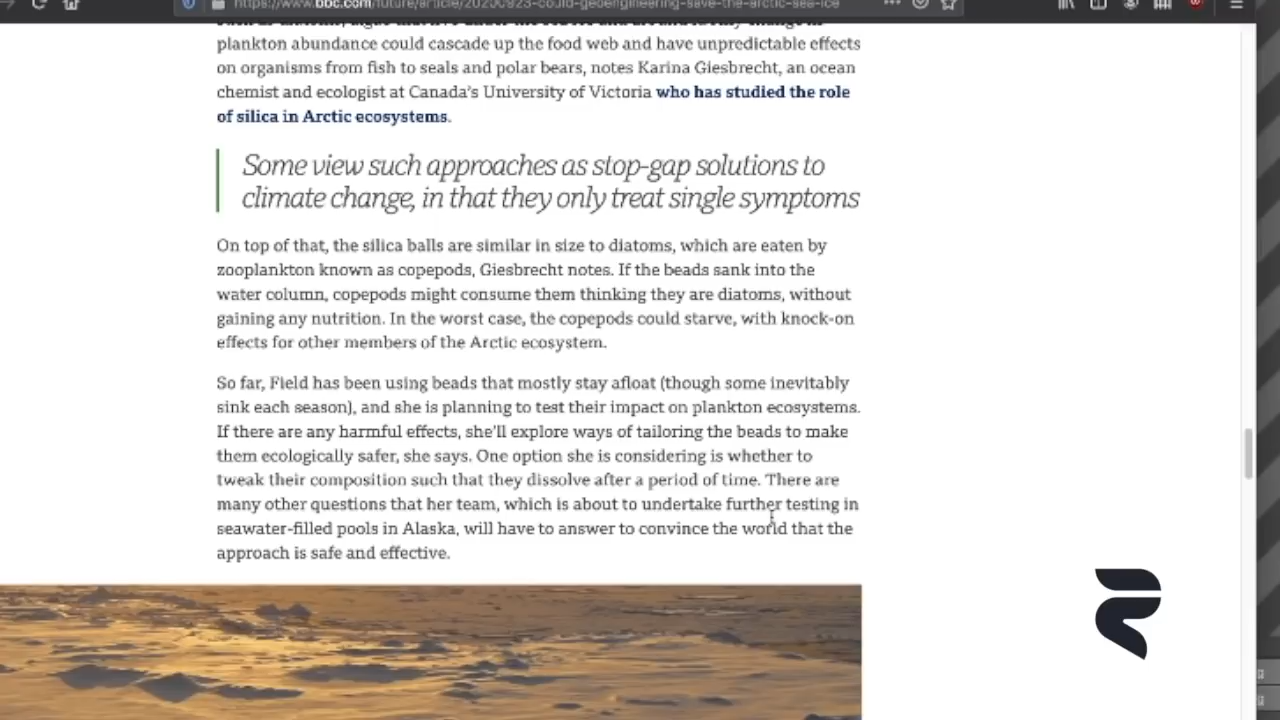 https://www.bbc.com/future/article/20200923-could-geoengineering-save-the-arctic-sea-ice
plankton abundance could cascade up the food web and have unpredictable effects
on organisms from fish to seals and polar bears, notes Karina Giesbrecht, an ocean
chemist and ecologist at Canada's University of Victoria who has studied the role
of silica in Arctic ecosystems.
Some view such approaches as stop-gap solutions to
climate change, in that they only treat single symptoms
On top of that, the silica balls are similar in size to diatoms, which are eaten by
zooplankton known as copepods, Giesbrecht notes. If the beads sank into the
water column, copepods might consume them thinking they are diatoms, without
gaining any nutrition. In the worst case, the copepods could starve, with knock-on
effects for other members of the Arctic ecosystem.
So far, Field has been using beads that mostly stay afloat (though some inevitably
sink each season), and she is planning to test their impact on plankton ecosystems.
If there are any harmful effects, she'll explore ways of tailoring the beads to make
them ecologically safer, she says. One option she is considering is whether to
tweak their composition such that they dissolve after a period of time. There are
many other questions that her team, which is about to undertake further testing in
seawater-filled pools in Alaska, will have to answer to convince the world that the
approach is safe and effective.